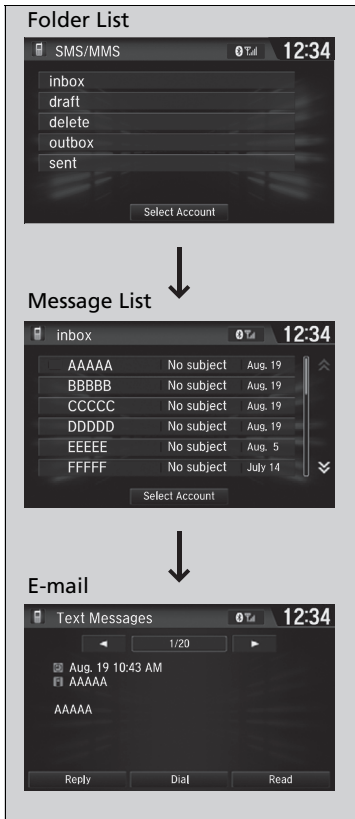 Folder List
SMS/MMS 12:34
inbox
draft
delete
outbox
sent
Select Account
Message List
inbox 12:34
AAAAA No subject Aug. 19
BBBBB No subject Aug. 19
CCCCC No subject Aug. 19
DDDDD No subject Aug. 19
EEEEE No subject Aug. 5
FFFFF No subject July 14
Select Account
E-mail
Text Messages 12:34
1/20
Aug. 19 10:43 AM
AAAAA
AAAAA
Reply Dial Read